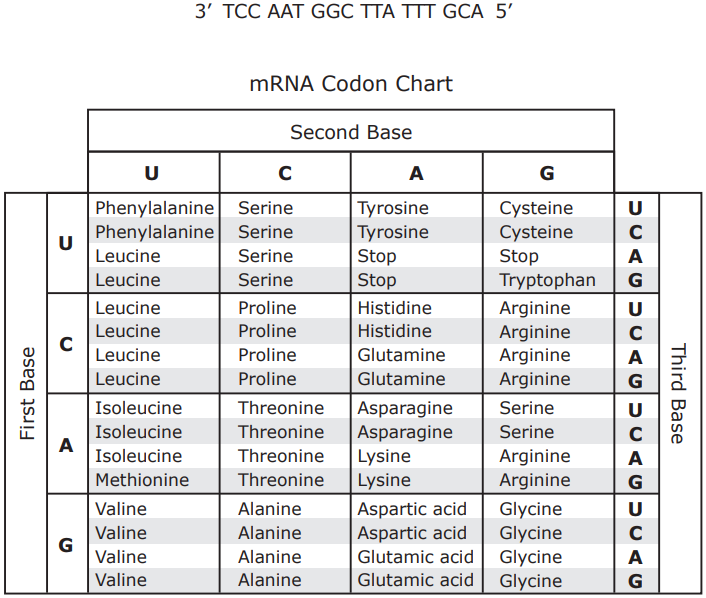 3′ TCC AAT GGC TTA TTT GCA 5′
mRNA Codon Chart
Second Base
U C A G
First Base
Third Base
U
Phenylalanine Serine Tyrosine Cysteine U
Phenylalanine Serine Tyrosine Cysteine C
Leucine Serine Stop Stop A
Leucine Serine Stop Tryptophan G
C
Leucine Proline Histidine Arginine U
Leucine Proline Histidine Arginine C
Leucine Proline Glutamine Arginine A
Leucine Proline Glutamine Arginine G
A
Isoleucine Threonine Asparagine Serine U
Isoleucine Threonine Asparagine Serine C
Isoleucine Threonine Lysine Arginine A
Methionine Threonine Lysine Arginine G
G
Valine Alanine Aspartic acid Glycine U
Valine Alanine Aspartic acid Glycine C
Valine Alanine Glutamic acid Glycine A
Valine Alanine Glutamic acid Glycine G